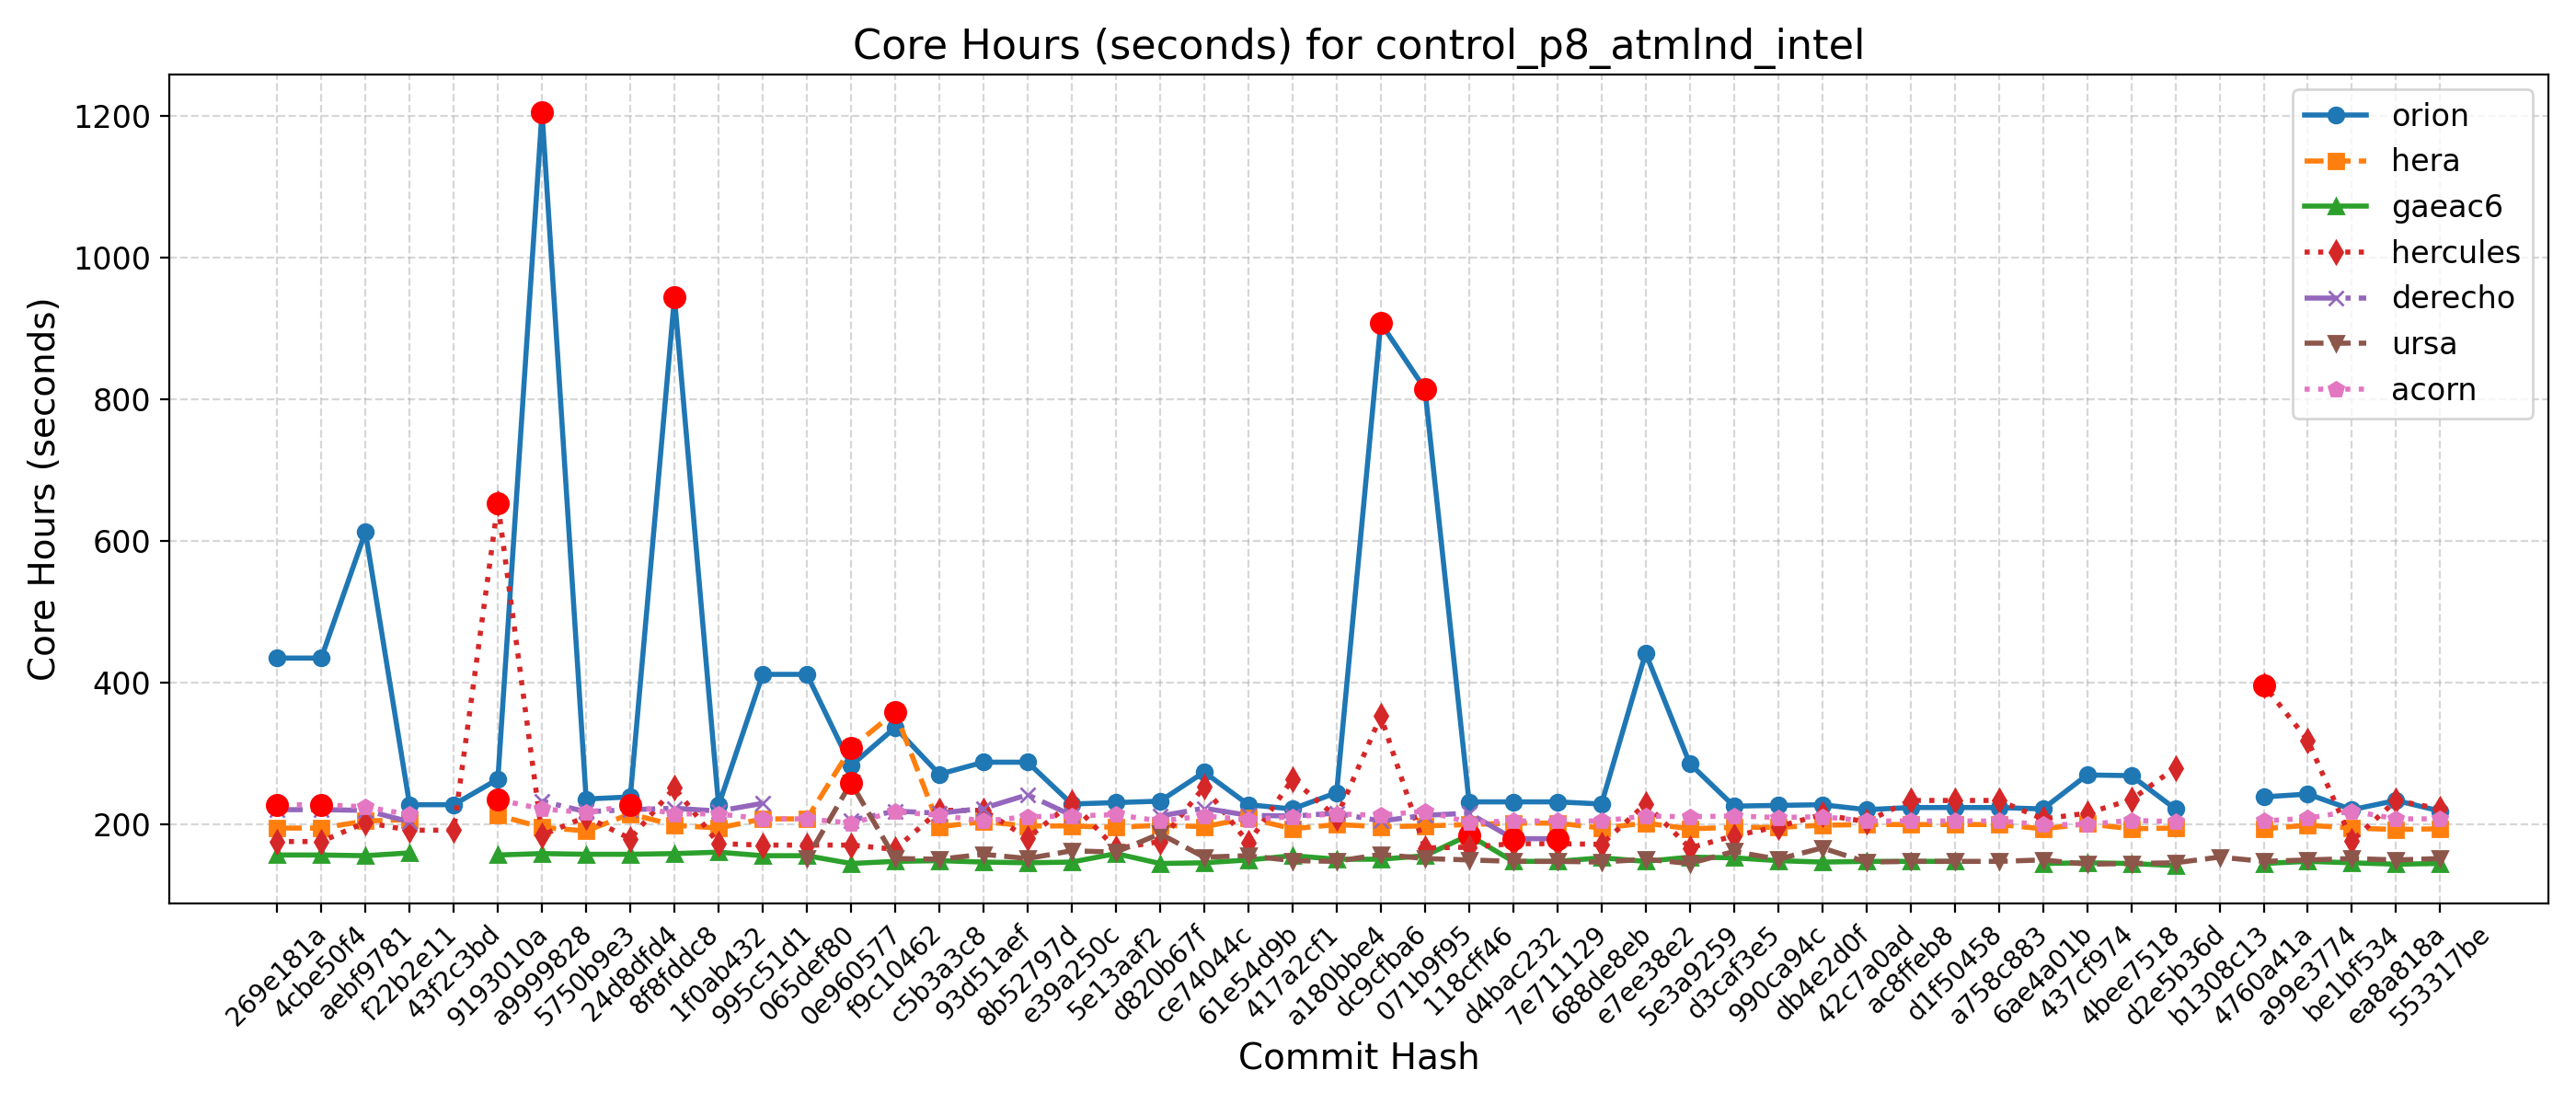 Core Hours (seconds) for control_p8_atmlnd_intel
Core Hours (seconds)
1200
1000
800
600
400
200
orion
hera
gaeac6
hercules
derecho
ursa
acorn
269e181a
4cbe50f4
aebf9781
f22b2e11
43f2c3bd
9193010a
a9999828
5750b9e3
24d8dfd4
8f8fddc8
1f0ab432
995c51d1
065def80
0e960577
f9c10462
c5b3a3c8
93d51aef
8b52797d
e39a250c
5e13aaf2
d820b67f
ce74044c
61e54d9b
417a2cf1
a180bbe4
dc9cfba6
071b9f95
118cff46
d4bac232
7e711129
688de8eb
e7ee38e2
5e3a9259
d3caf3e5
990ca94c
db4e2d0f
42c7a0ad
ac8ffeb8
d1f50458
a758c883
6ae4a01b
437cf974
4bee7518
d2e5b36d
b1308c13
4760a41a
a99e3774
be1bf534
ea8a818a
553317be
Commit Hash